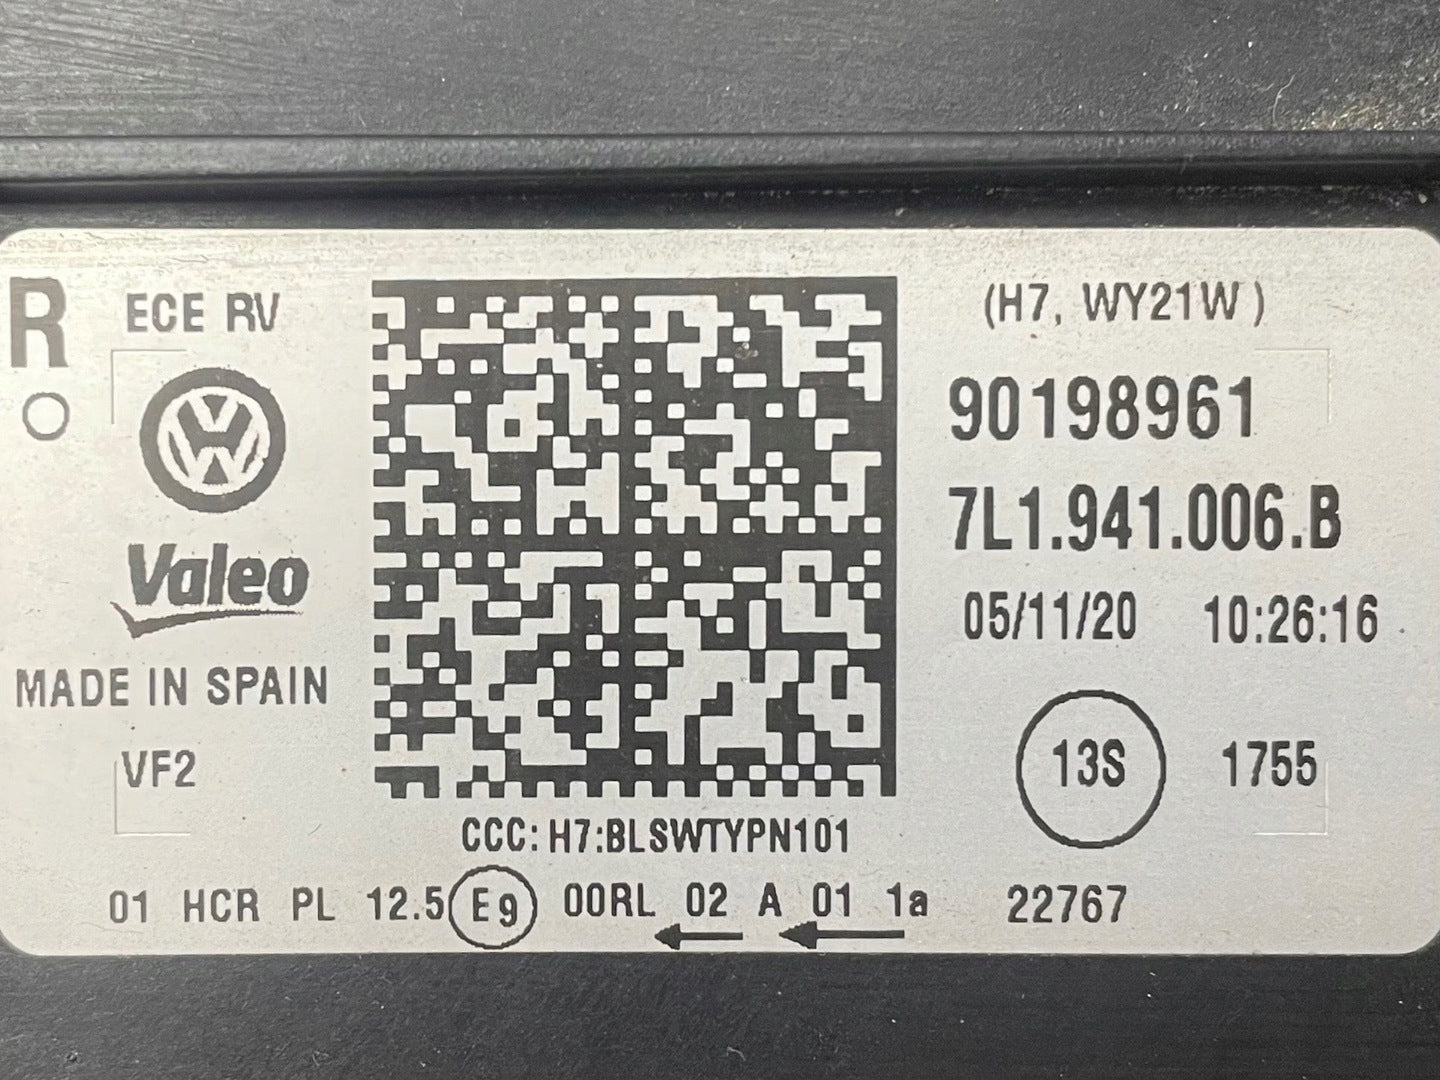 R ECE RV
Valeo
MADE IN SPAIN
VF2
(H7, WY21W)
90198961
7L1.941.006.B
05/11/20 10:26:16
13S 1755
CCC: H7:BLSWTYPN101
01 HCR PL 12.5 E9 00RL 02 A 01 1a 22767